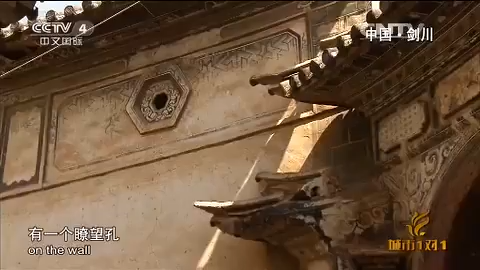 CCTV 4
中文国际
中国 剑川
有一个瞭望孔
on the wall
城市1对1